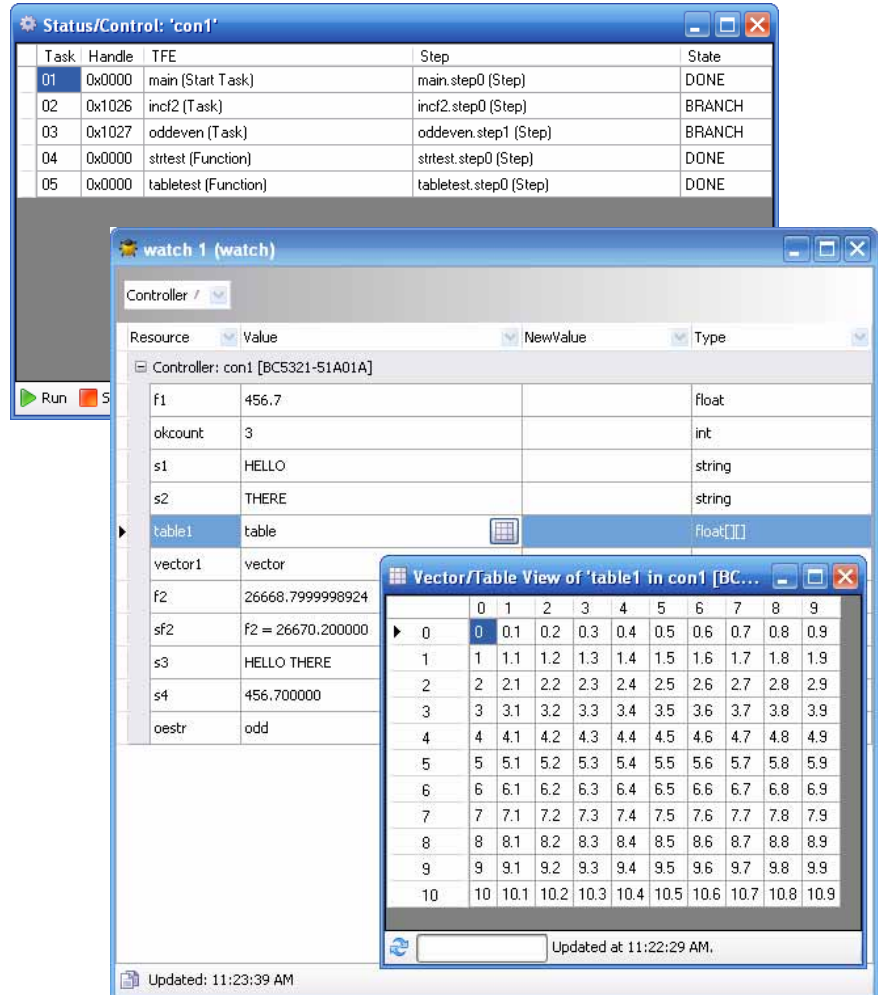 Status/Control: 'con1'
Task Handle TFE Step State
01 0x0000 main (Start Task) main.step0 (Step) DONE
02 0x1026 incf2 (Task) incf2.step0 (Step) BRANCH
03 0x1027 oddeven (Task) oddeven.step1 (Step) BRANCH
04 0x0000 strtest (Function) strtest.step0 (Step) DONE
05 0x0000 tabletest (Function) tabletest.step0 (Step) DONE
Run S
watch 1 (watch)
Controller /
Resource Value NewValue Type
Controller: con1 [BC5321-51A01A]
f1 456.7 float
okcount 3 int
s1 HELLO string
s2 THERE string
table1 table float[][]
vector1 vector
f2 26668.7999998924
sf2 f2 = 26670.200000
s3 HELLO THERE
s4 456.700000
oestr odd
Updated: 11:23:39 AM
Vector/Table View of 'table1 in con1 [BC...
0 1 2 3 4 5 6 7 8 9
0 0 0.1 0.2 0.3 0.4 0.5 0.6 0.7 0.8 0.9
1 1 1.1 1.2 1.3 1.4 1.5 1.6 1.7 1.8 1.9
2 2 2.1 2.2 2.3 2.4 2.5 2.6 2.7 2.8 2.9
3 3 3.1 3.2 3.3 3.4 3.5 3.6 3.7 3.8 3.9
4 4 4.1 4.2 4.3 4.4 4.5 4.6 4.7 4.8 4.9
5 5 5.1 5.2 5.3 5.4 5.5 5.6 5.7 5.8 5.9
6 6 6.1 6.2 6.3 6.4 6.5 6.6 6.7 6.8 6.9
7 7 7.1 7.2 7.3 7.4 7.5 7.6 7.7 7.8 7.9
8 8 8.1 8.2 8.3 8.4 8.5 8.6 8.7 8.8 8.9
9 9 9.1 9.2 9.3 9.4 9.5 9.6 9.7 9.8 9.9
10 10 10.1 10.2 10.3 10.4 10.5 10.6 10.7 10.8 10.9
Updated at 11:22:29 AM.